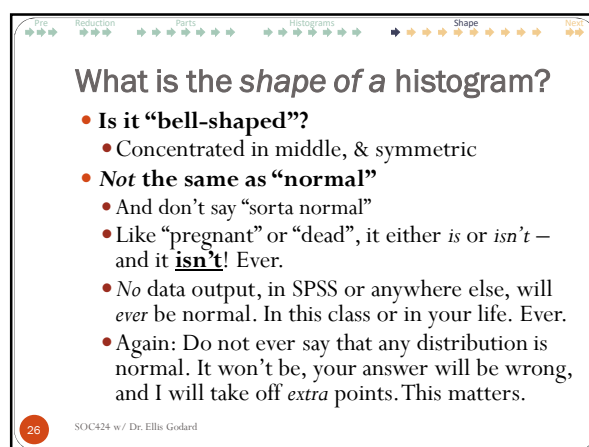 Pre Reduction Parts Histograms Shape Next
What is the shape of a histogram?
• Is it “bell-shaped”?
• Concentrated in middle, & symmetric
• Not the same as “normal”
• And don’t say “sorta normal”
• Like “pregnant” or “dead”, it either is or isn’t –
and it isn’t! Ever.
• No data output, in SPSS or anywhere else, will
ever be normal. In this class or in your life. Ever.
• Again: Do not ever say that any distribution is
normal. It won’t be, your answer will be wrong,
and I will take off extra points. This matters.
26 SOC424 w/ Dr. Ellis Godard